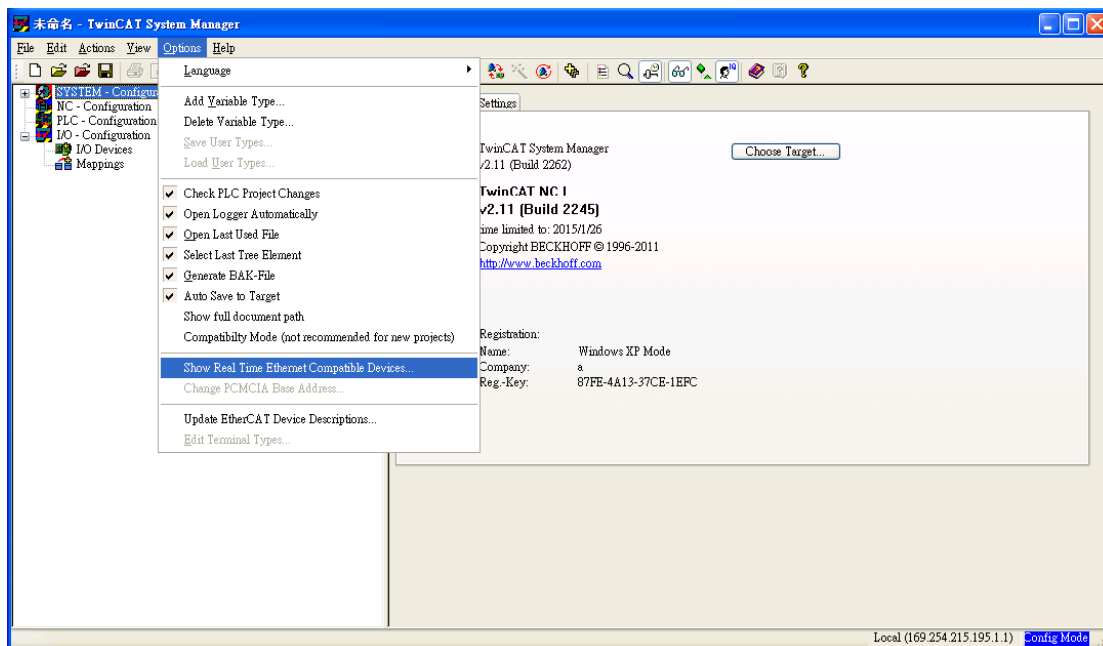 未命名 - TwinCAT System Manager
File Edit Actions View Options Help
Language
Add Variable Type...
Delete Variable Type...
Save User Types...
Load User Types...
Check PLC Project Changes
Open Logger Automatically
Open Last Used File
Select Last Tree Element
Generate BAK-File
Auto Save to Target
Show full document path
Compatibilty Mode (not recommended for new projects)
Show Real Time Ethernet Compatible Devices...
Change PCMCIA Base Address...
Update EtherCAT Device Descriptions...
Edit Terminal Types...
SYSTEM - Configu
NC - Configuration
PLC - Configuration
I/O - Configuration
I/O Devices
Mappings
Settings
TwinCAT System Manager
v2.11 (Build 2262)
Choose Target...
TwinCAT NC I
v2.11 (Build 2245)
time limited to: 2015/1/26
Copyright BECKHOFF © 1996-2011
http://www.beckhoff.com
Registration:
Name: Windows XP Mode
Company: a
Reg.-Key: 87FE-4A13-37CE-1EFC
Local (169.254.215.195.1.1) Config Mode